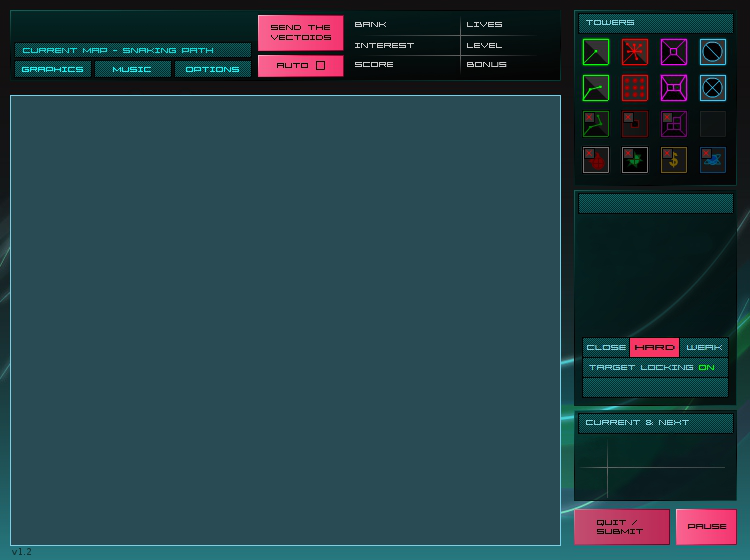 SEND THE
VECTOIDS
BANK
LIVES
TOWERS
CURRENT MAP - SNAKING PATH
INTEREST
LEVEL
GRAPHICS
MUSIC
OPTIONS
AUTO
SCORE
BONUS
$
CLOSE
HARD
WEAK
TARGET LOCKING ON
CURRENT & NEXT
QUIT /
SUBMIT
PAUSE
v1.2